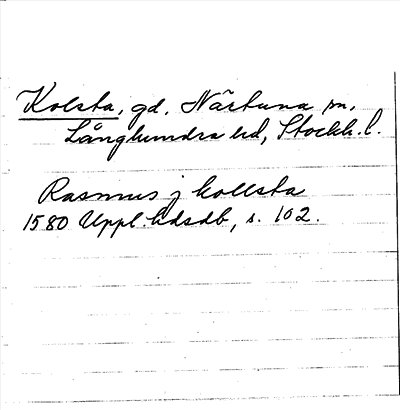 Kolsta, gd. Närtuna sn,
Långhundra hd, Stockh. l.
Rasmus j kollsta
1580 Uppl. hdsdb, s. 102.